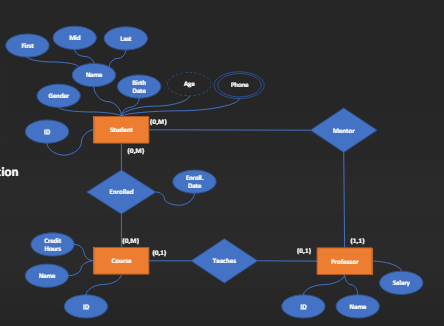 First
Mid
Last
Name
Gender
Birth
Date
Age
Phone
ID
Student
(0,M)
Mentor
(0,M)
tion
Enrolled
Enroll.
Date
Credit
Hours
(0,M)
(0,1)
Teaches
(0,1)
(1,1)
Name
Course
Professor
Salary
ID
ID
Name